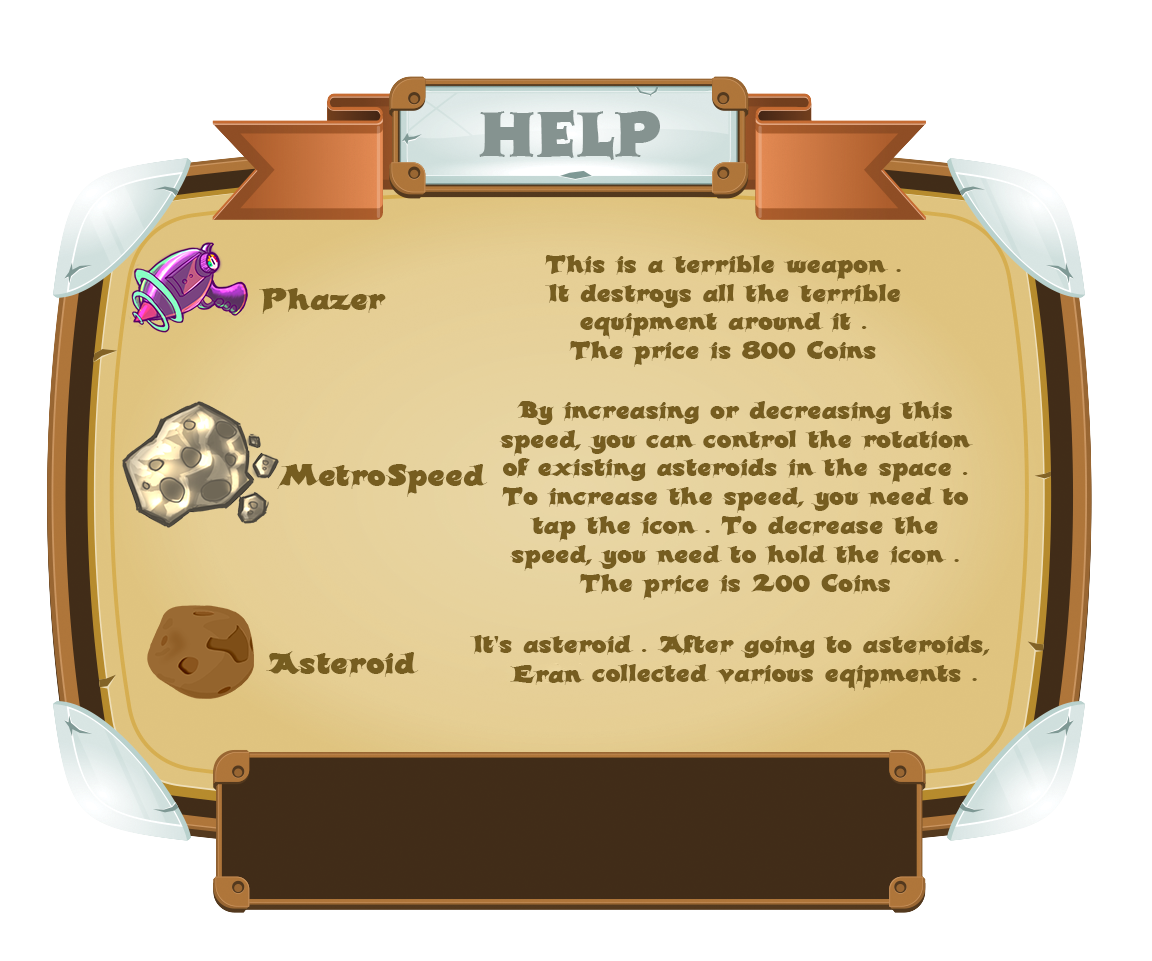 HELP
Phazer
This is a terrible weapon .
It destroys all the terrible
equipment around it .
The price is 800 Coins
MetroSpeed
By increasing or decreasing this
speed, you can control the rotation
of existing asteroids in the space .
To increase the speed, you need to
tap the icon . To decrease the
speed, you need to hold the icon .
The price is 200 Coins
Asteroid
It's asteroid . After going to asteroids,
Eran collected various eqipments .